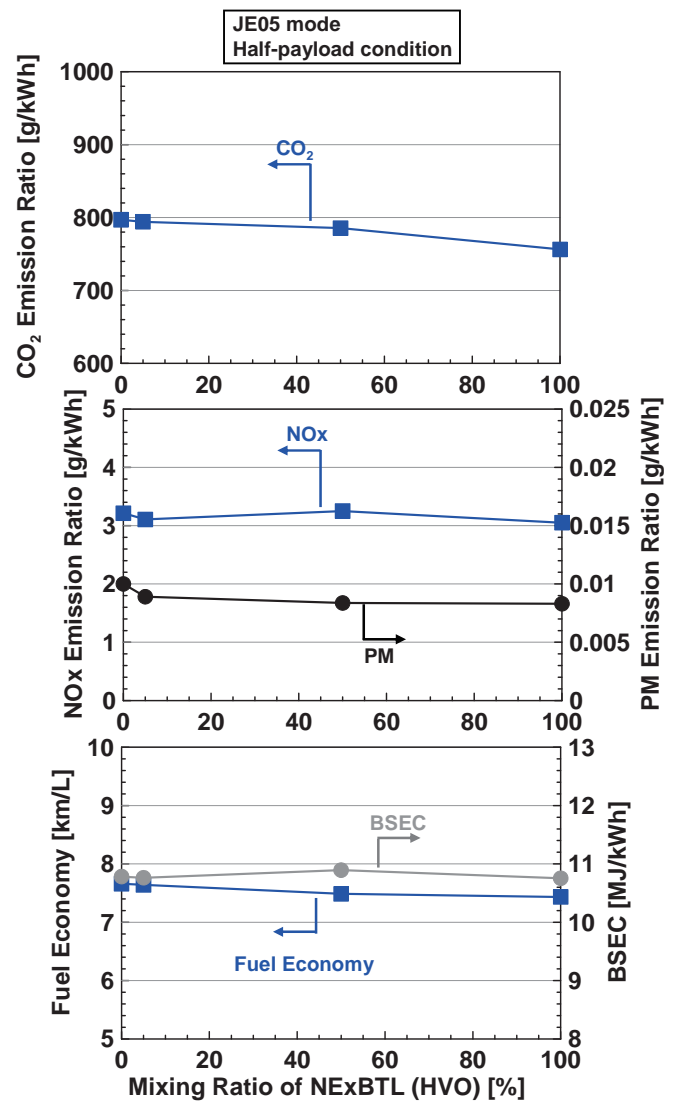 JE05 mode
Half-payload condition
CO₂ Emission Ratio [g/kWh]
1000
900
800
700
600
CO₂
0 20 40 60 80 100
NOx Emission Ratio [g/kWh]
5
4
3
2
1
0
NOx
PM
PM Emission Ratio [g/kWh]
0.025
0.02
0.015
0.01
0.005
0
0 20 40 60 80 100
Fuel Economy [km/L]
10
9
8
7
6
5
BSEC
Fuel Economy
BSEC [MJ/kWh]
13
12
11
10
9
8
0 20 40 60 80 100
Mixing Ratio of NExBTL (HVO) [%]